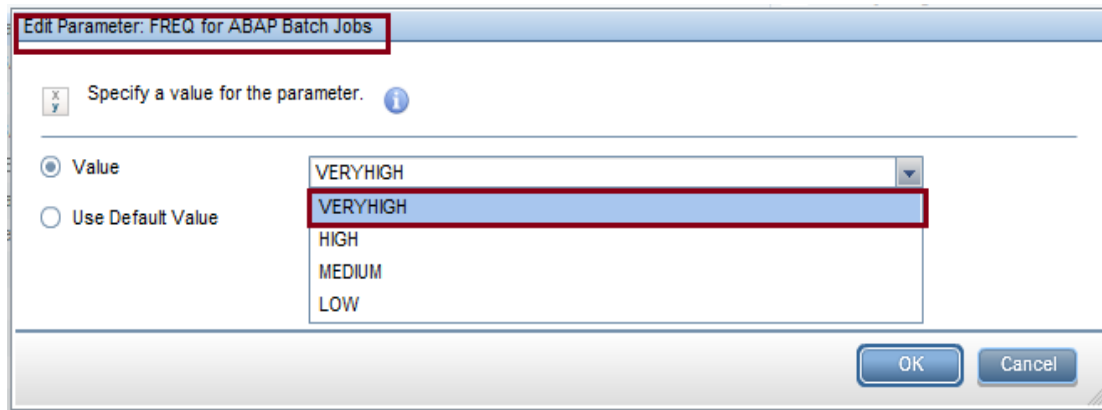 Edit Parameter: FREQ for ABAP Batch Jobs
x
y
Specify a value for the parameter.
i
Value
VERYHIGH
Use Default Value
VERYHIGH
HIGH
MEDIUM
LOW
OK
Cancel